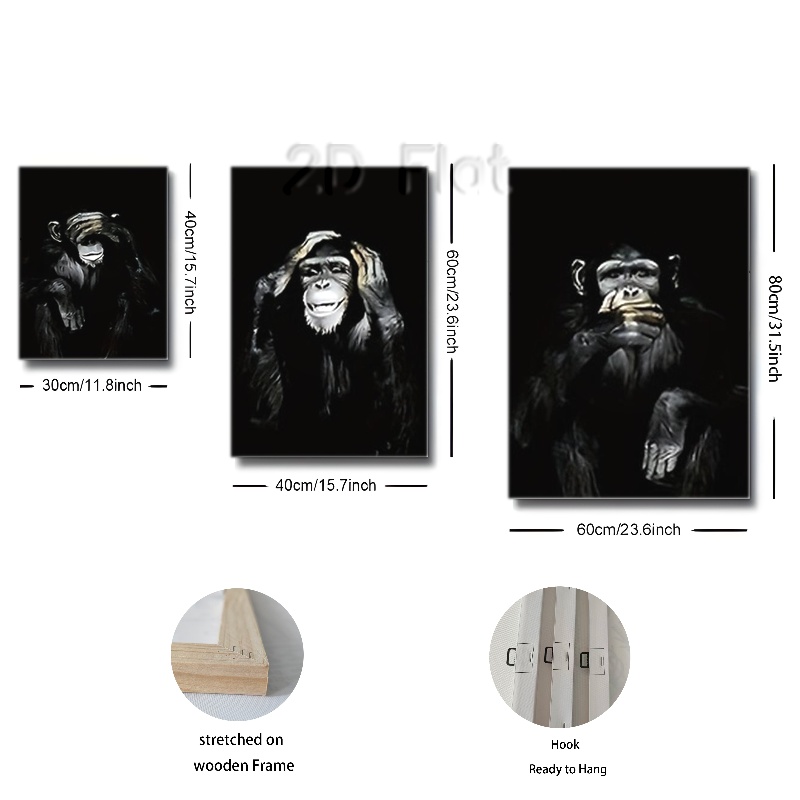 2D Flat
40cm/15.7inch
30cm/11.8inch
60cm/23.6inch
40cm/15.7inch
80cm/31.5inch
60cm/23.6inch
stretched on
wooden Frame
Hook
Ready to Hang